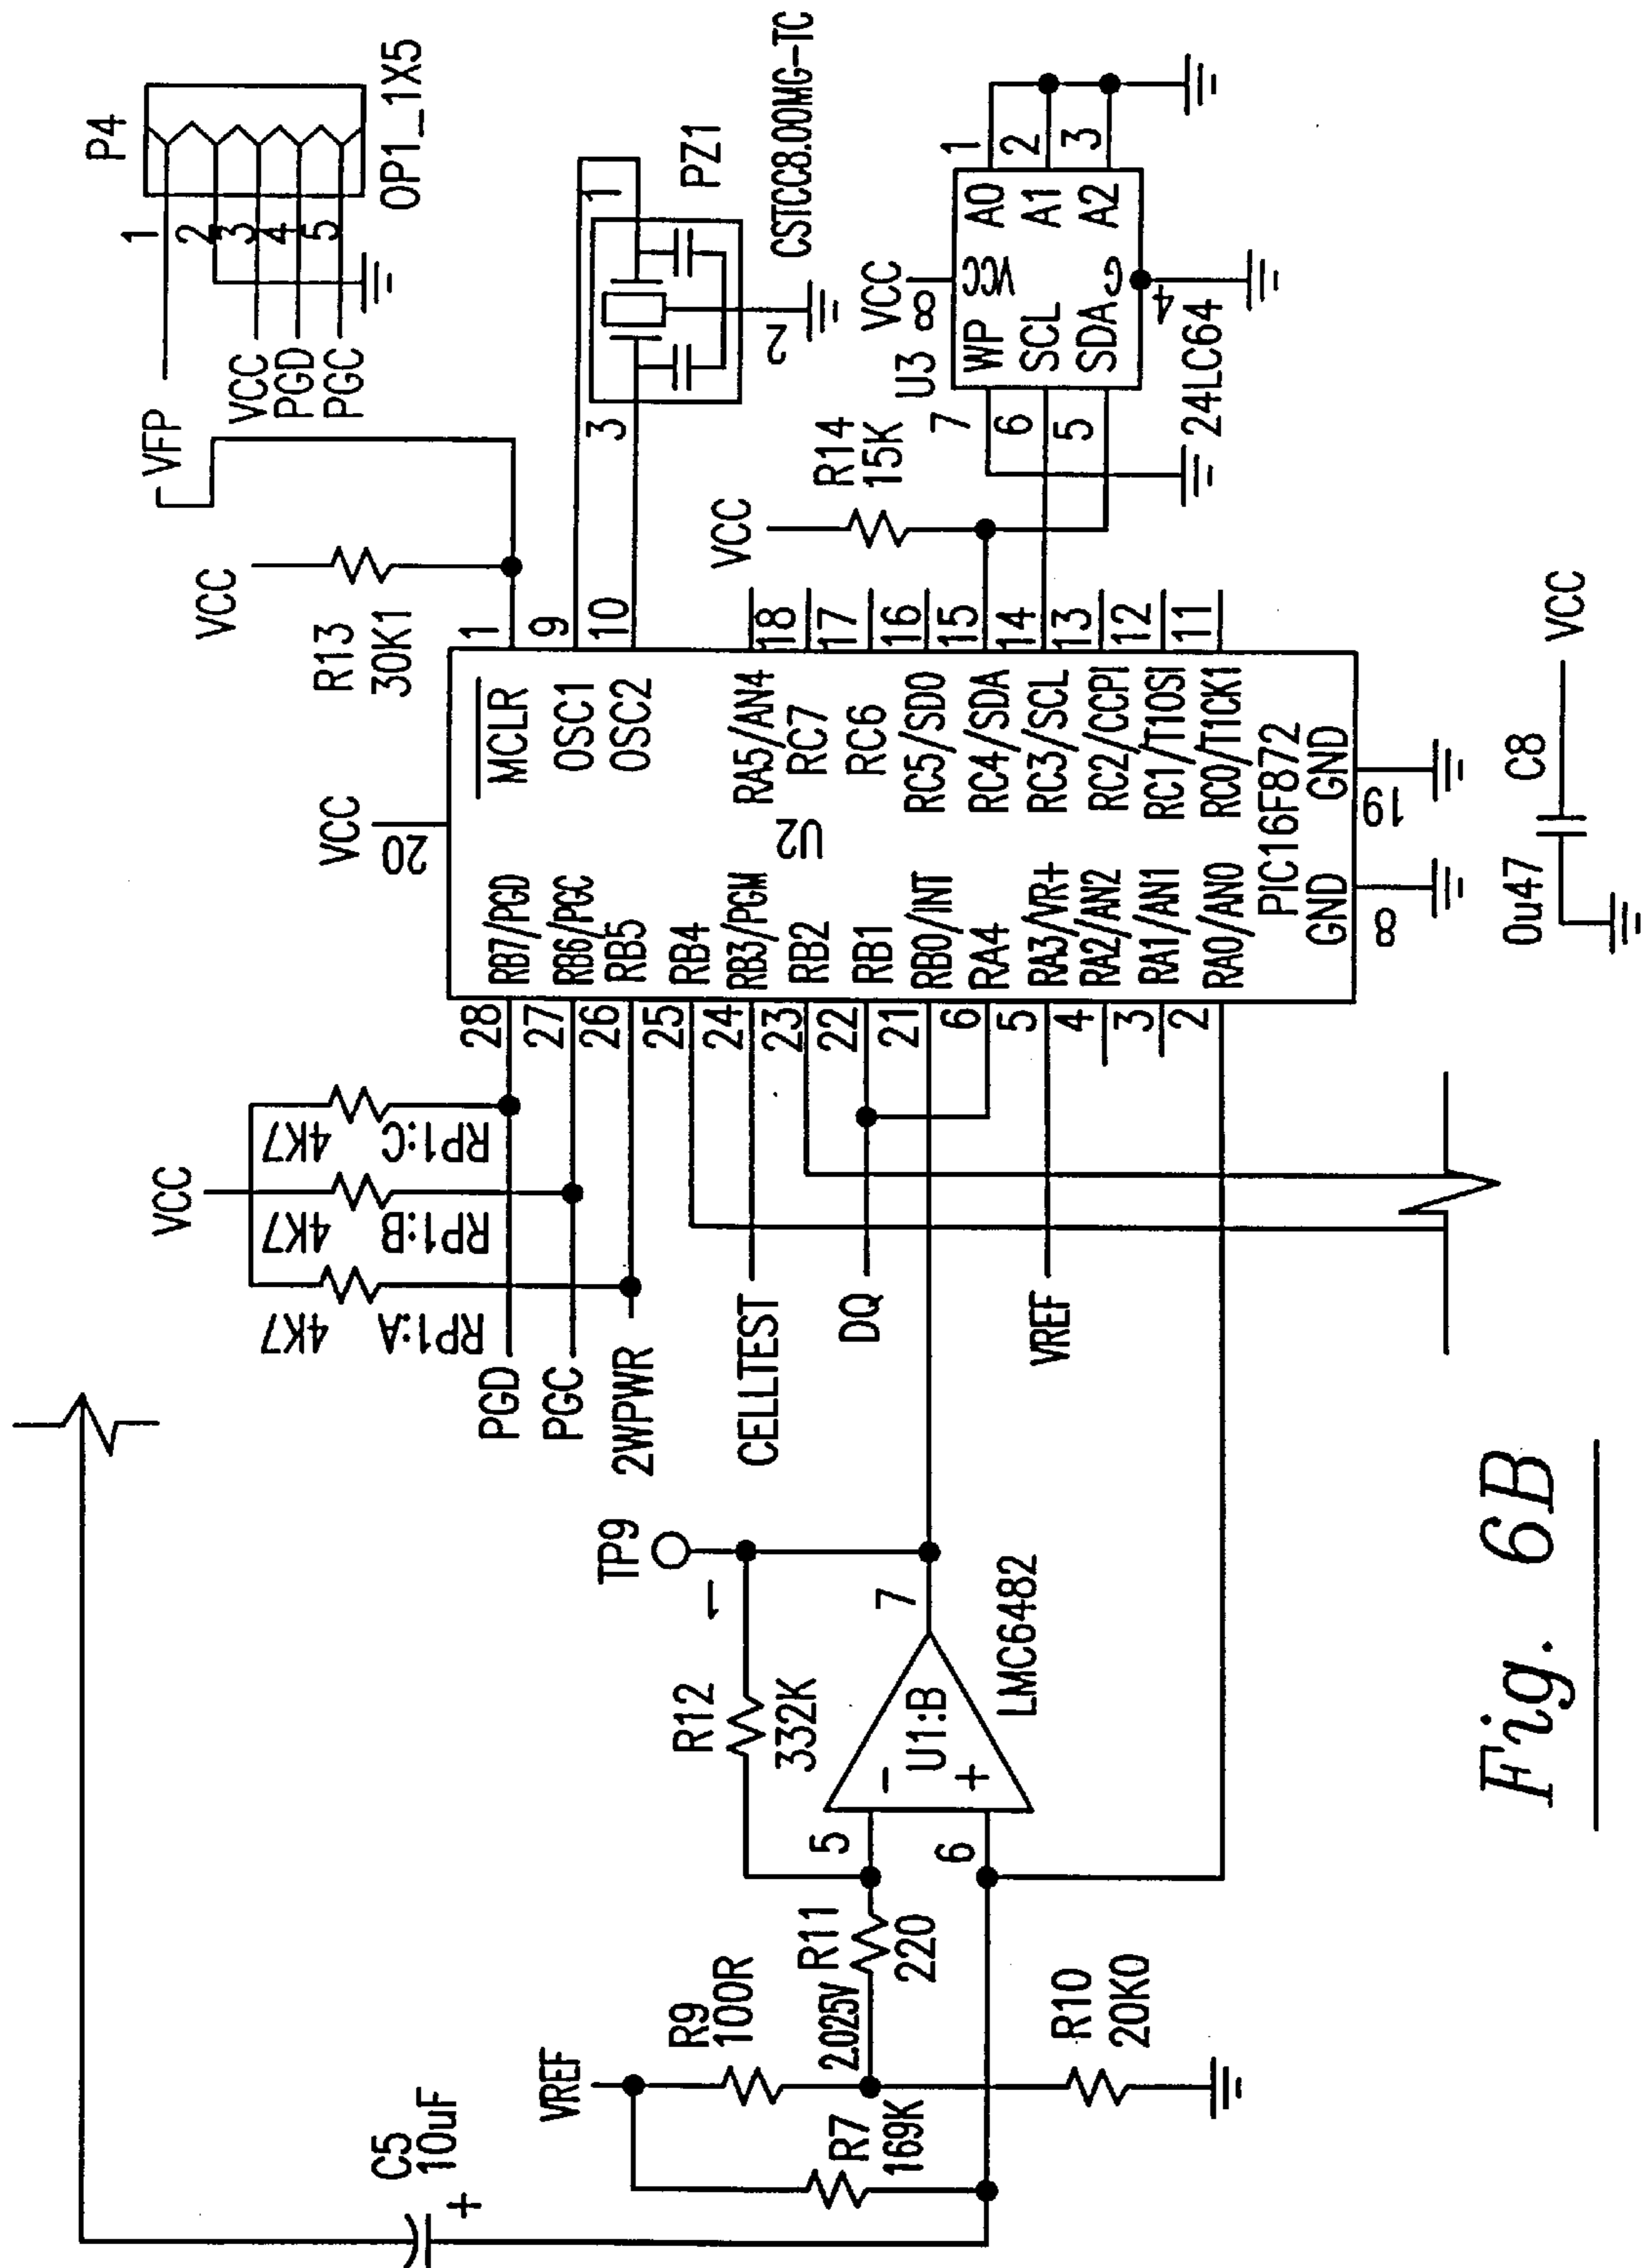 P4
1
2
3
4
5
OP1_1X5
VFP
VCC
PGD
PGC
VCC
R13
30K1
1
PZ1
CSTCC8.00MG-TC
1
3
2
VCC
8
U3
1
2
3
WP VCC A0
SCL A1
SDA G A2
7
6
5
4
24LC64
VCC
R14
15K
VCC
20
1
9
10
18
17
16
15
14
13
12
11
MCLR
OSC1
OSC2
RA5/AN4
RC7
RC6
RC5/SDO
RC4/SDA
RC3/SCL
RC2/CCPI
RC1/T1OSI
RC0/T1CK1
U2
RB7/PGD
RB6/PGC
RB5
RB4
RB3/PGM
RB2
RB1
RB0/INT
RA4
RA3/VR+
RA2/AN2
RA1/AN1
RA0/AN0
PIC16F872
GND
GND
8
19
28
27
26
25
24
23
22
21
6
5
4
3
2
0u47
C8
VCC
VCC
4K7
RP1:C
4K7
RP1:B
4K7
RP1:A
PGD
PGC
2WPWR
CELLTEST
DQ
VREF
TP9
1
R12
332K
5
6
7
U1:B
-
+
LMC6482
R11
220
2.025V
R9
100R
VREF
R7
169K
R10
20K0
C5
10uF
+
Fig. 6B